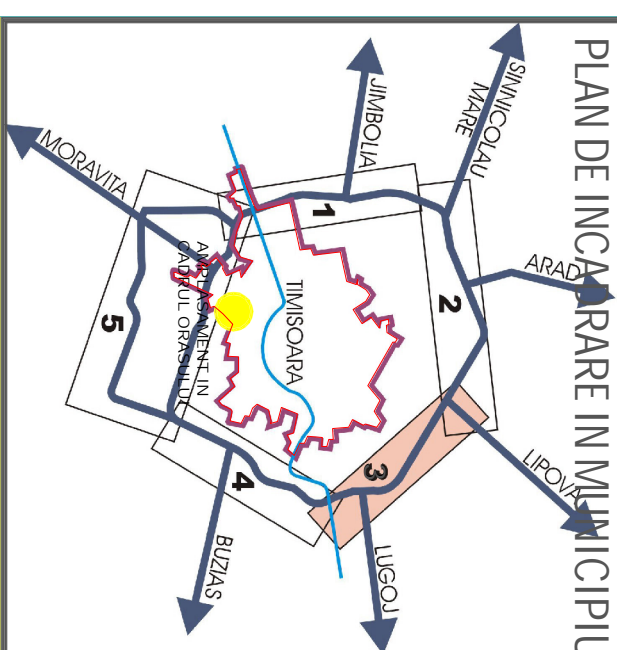 PLAN DE INCADRARE IN MUNICIPIU
SINNICOLAU
MARE
JIMBOLIA
ARAD
MORAVITA
1
2
TIMISOARA
AMPLASAMENT IN
CADRUL ORASULUI
5
3
4
LIPOVA
LUGOJ
BUZIAS